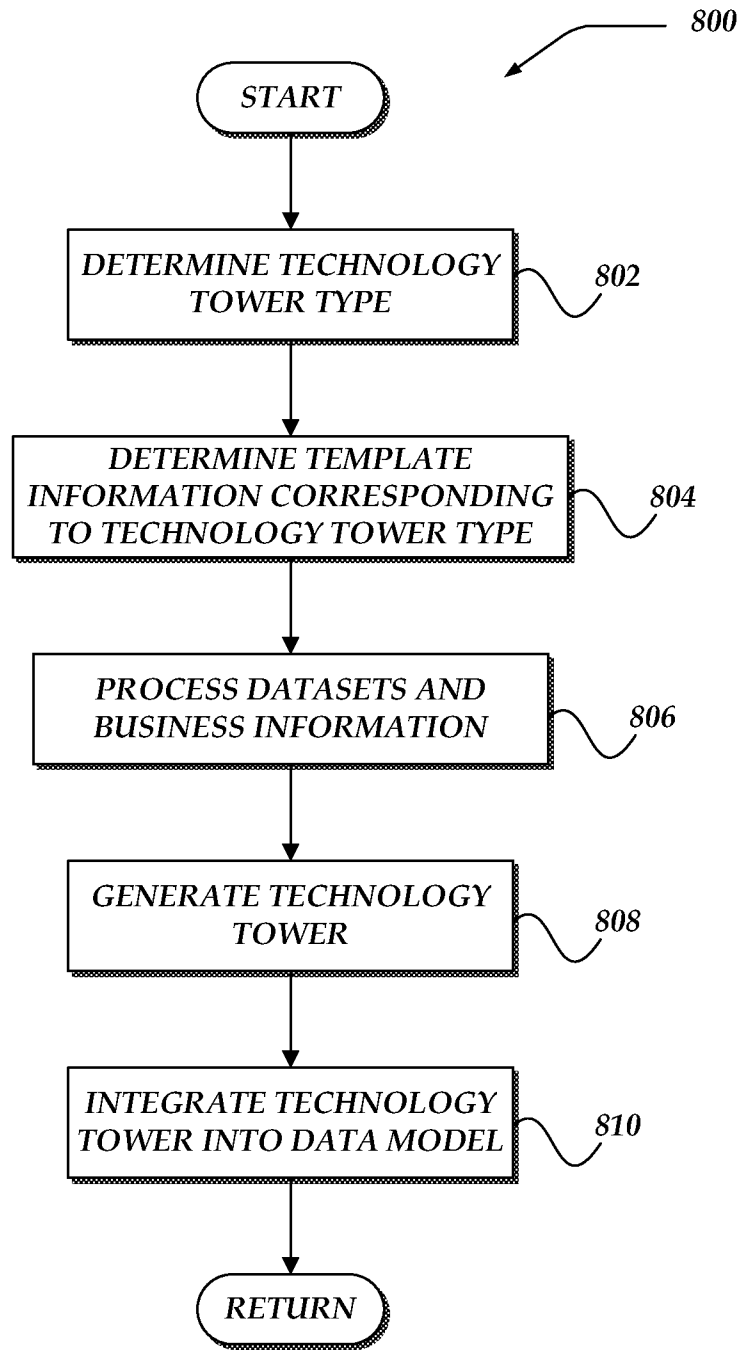 800
START
DETERMINE TECHNOLOGY
TOWER TYPE
802
DETERMINE TEMPLATE
INFORMATION CORRESPONDING
TO TECHNOLOGY TOWER TYPE
804
PROCESS DATASETS AND
BUSINESS INFORMATION
806
GENERATE TECHNOLOGY
TOWER
808
INTEGRATE TECHNOLOGY
TOWER INTO DATA MODEL
810
RETURN